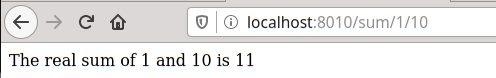 localhost:8010/sum/1/10
The real sum of 1 and 10 is 11